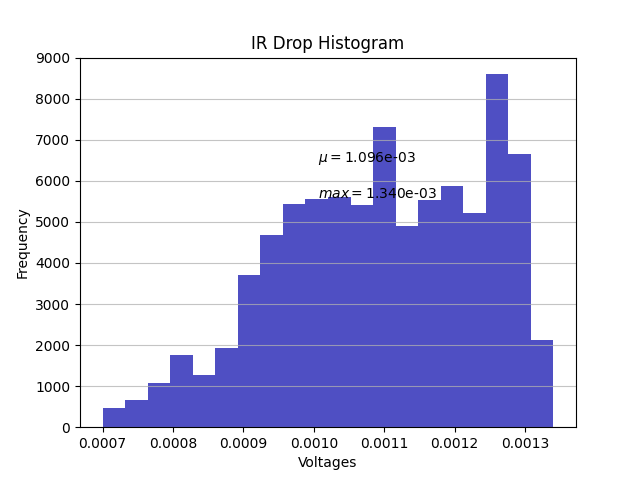 IR Drop Histogram
9000
8000
7000
6000
5000
4000
3000
2000
1000
0
Frequency
μ = 1.096e-03
max = 1.340e-03
0.0007 0.0008 0.0009 0.0010 0.0011 0.0012 0.0013
Voltages